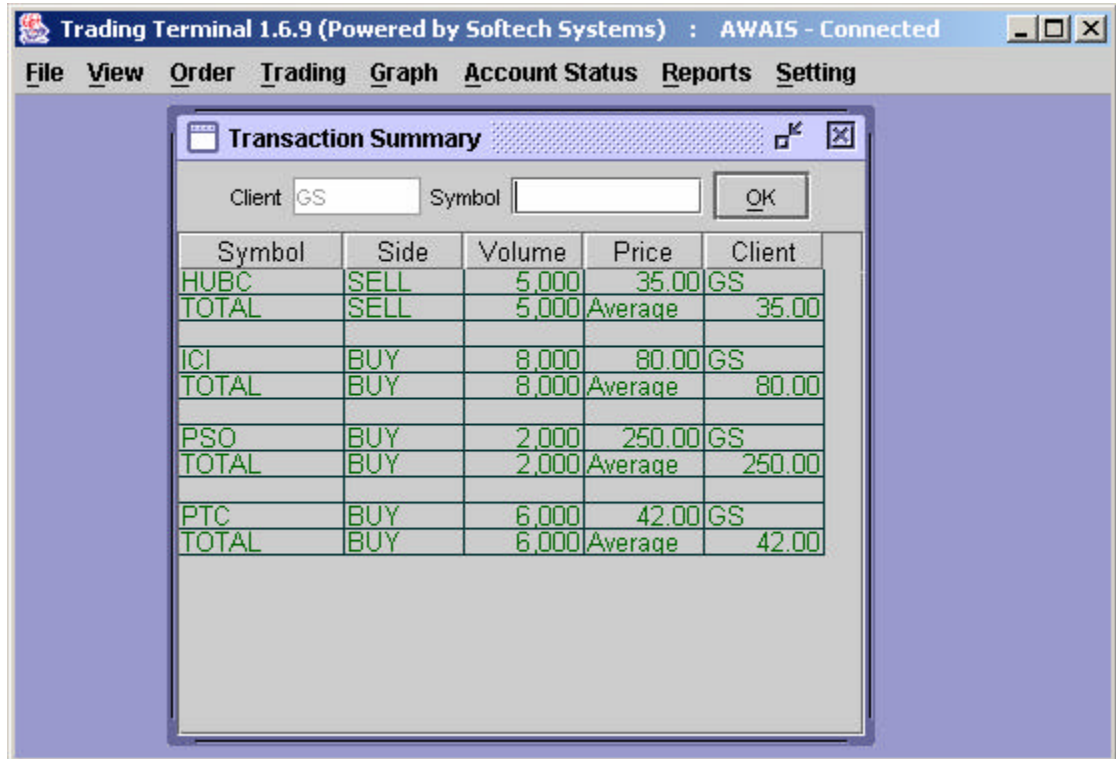 Trading Terminal 1.6.9 (Powered by Softech Systems) : AWAIS - Connected
File View Order Trading Graph Account Status Reports Setting
Transaction Summary
Client GS Symbol OK
Symbol Side Volume Price Client
HUBC SELL 5,000 35.00 GS
TOTAL SELL 5,000 Average 35.00
ICI BUY 8,000 80.00 GS
TOTAL BUY 8,000 Average 80.00
PSO BUY 2,000 250.00 GS
TOTAL BUY 2,000 Average 250.00
PTC BUY 6,000 42.00 GS
TOTAL BUY 6,000 Average 42.00